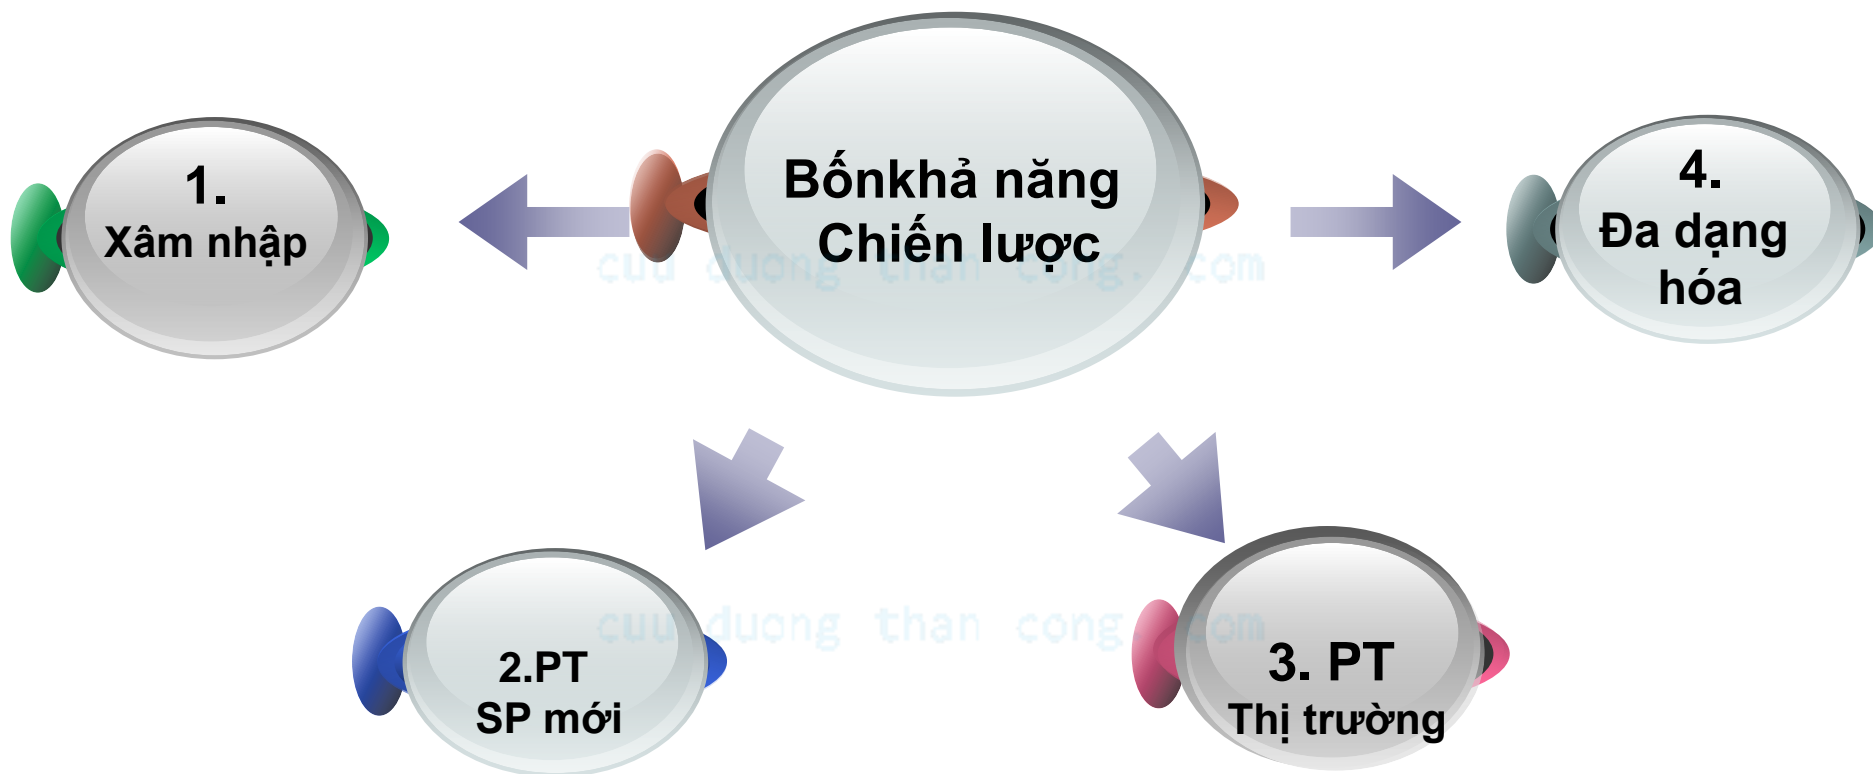 Bốnkhả năng
Chiến lược
1.
Xâm nhập
4.
Đa dạng
hóa
cuu duong than cong. com
2.PT
SP mới
3. PT
Thị trường
cuu duong than cong. com